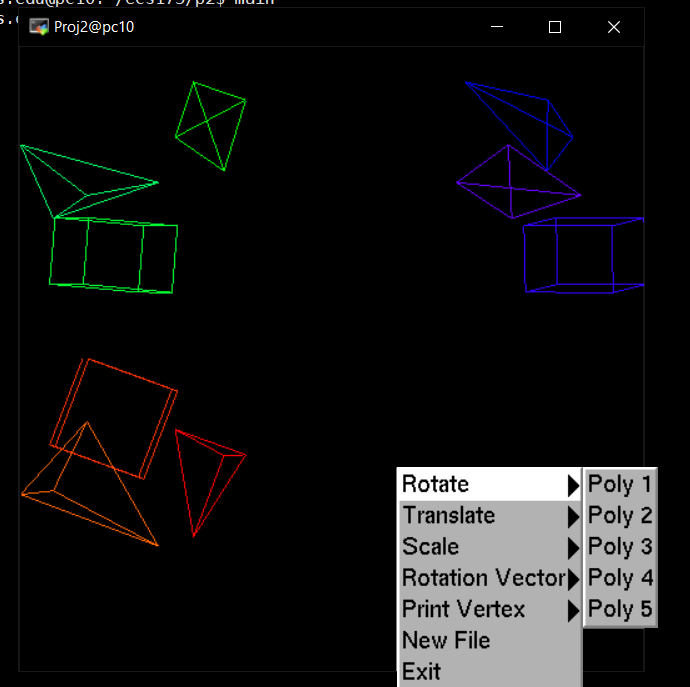 s.edu@pc10: /ecs175/p2$ main
Proj2@pc10
Rotate
Translate
Scale
Rotation Vector
Print Vertex
New File
Exit
Poly 1
Poly 2
Poly 3
Poly 4
Poly 5